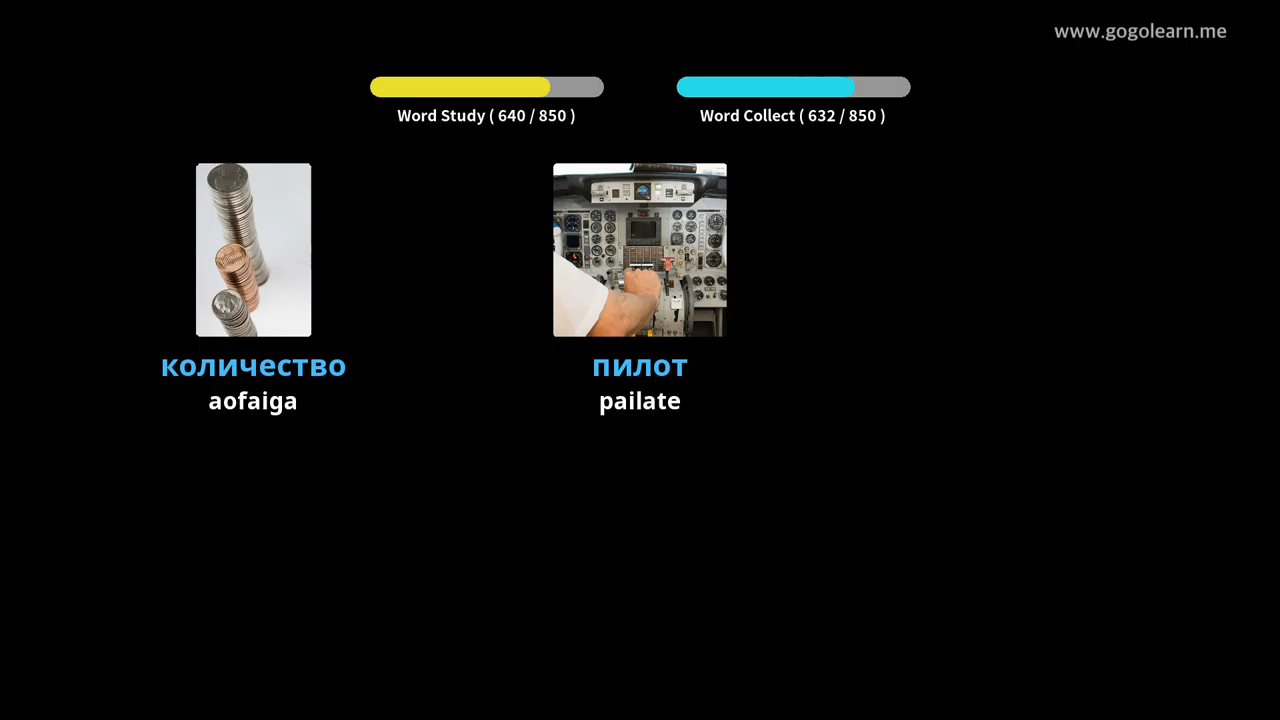 www.gogolearn.me
Word Study ( 640 / 850 )
Word Collect ( 632 / 850 )
количество
aofaiga
пилот
pailate